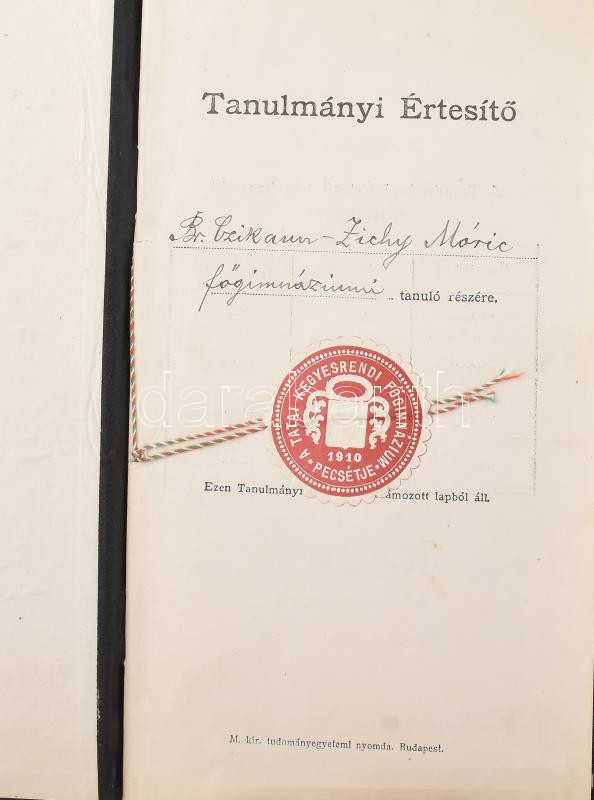 Tanulmányi Értesítő
Br. Czikann-Zichy Móric
főgimnáziumi tanuló részére.
A TATAI KEGYESRENDI FŐGIMNÁZIUM
1910
PECSÉTJE
Ezen Tanulmányi ámozott lapból áll.
M. kir. tudományegyetemi nyomda. Budapest.